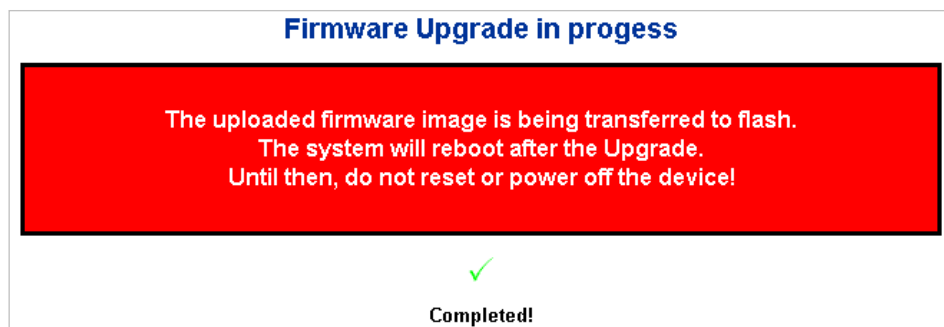 Firmware Upgrade in progess
The uploaded firmware image is being transferred to flash.
The system will reboot after the Upgrade.
Until then, do not reset or power off the device!
Completed!